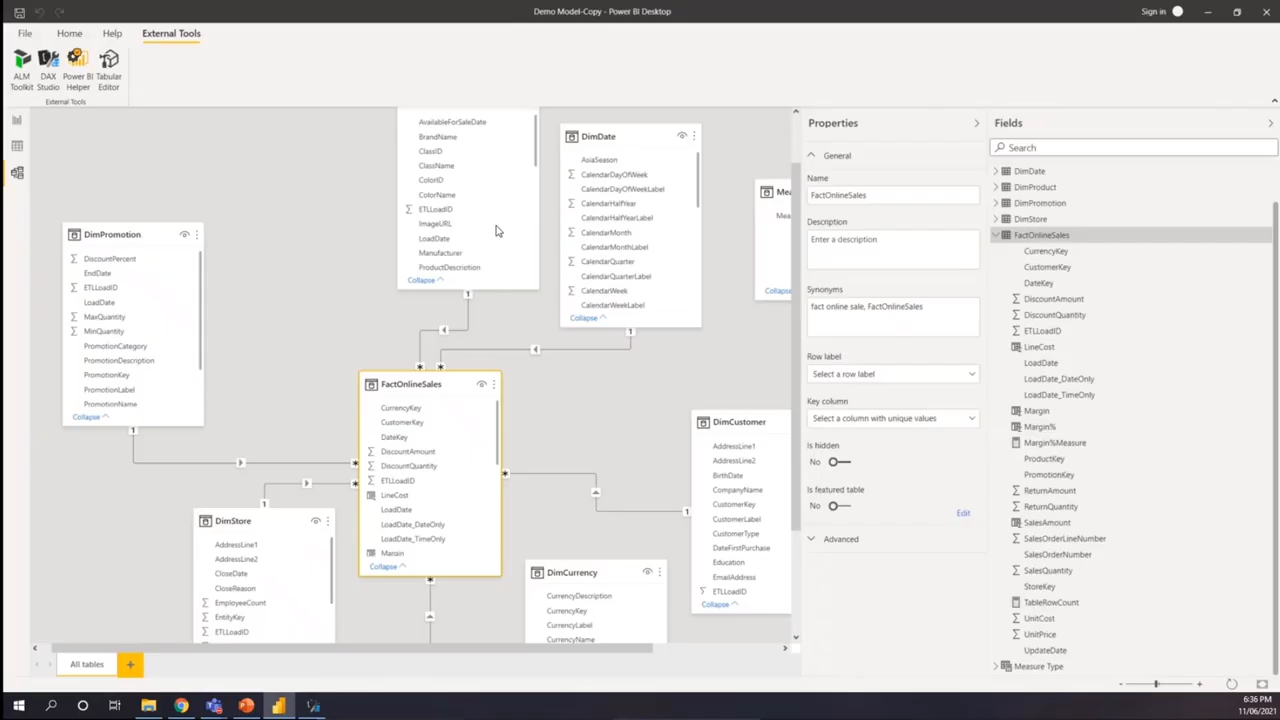 Demo Model-Copy - Power BI Desktop
Sign in
File
Home
Help
External Tools
ALM Toolkit
DAX Studio
Power BI Helper
Tabular Editor
External Tools
AvailableForSaleDate
BrandName
ClassID
ClassName
ColorID
ColorName
ETLLoadID
ImageURL
LoadDate
Manufacturer
ProductDescription
Collapse
1
DimDate
AsiaSeason
CalendarDayOfWeek
CalendarDayOfWeekLabel
CalendarHalfYear
CalendarHalfYearLabel
CalendarMonth
CalendarMonthLabel
CalendarQuarter
CalendarQuarterLabel
CalendarWeek
CalendarWeekLabel
Collapse
1
Mea
Meas
Collapse
DimPromotion
DiscountPercent
EndDate
ETLLoadID
LoadDate
MaxQuantity
MinQuantity
PromotionCategory
PromotionDescription
PromotionKey
PromotionLabel
PromotionName
Collapse
1
FactOnlineSales
CurrencyKey
CustomerKey
DateKey
DiscountAmount
DiscountQuantity
ETLLoadID
LineCost
LoadDate
LoadDate_DateOnly
LoadDate_TimeOnly
Margin
Collapse
DimCustomer
AddressLine1
AddressLine2
BirthDate
CompanyName
CustomerKey
CustomerLabel
CustomerType
DateFirstPurchase
Education
EmailAddress
ETLLoadID
Collapse
1
1
DimStore
AddressLine1
AddressLine2
CloseDate
CloseReason
EmployeeCount
EntityKey
ETLLoadID
DimCurrency
CurrencyDescription
CurrencyKey
CurrencyLabel
CurrencyName
All tables
Properties
General
Name
FactOnlineSales
Description
Enter a description
Synonyms
fact online sale, FactOnlineSales
Row label
Select a row label
Key column
Select a column with unique values
Is hidden
No
Is featured table
No
Edit
Advanced
Fields
Search
DimDate
DimProduct
DimPromotion
DimStore
FactOnlineSales
CurrencyKey
CustomerKey
DateKey
DiscountAmount
DiscountQuantity
ETLLoadID
LineCost
LoadDate
LoadDate_DateOnly
LoadDate_TimeOnly
Margin
Margin%
Margin%Measure
ProductKey
PromotionKey
ReturnAmount
ReturnQuantity
SalesAmount
SalesOrderLineNumber
SalesOrderNumber
SalesQuantity
StoreKey
TableRowCount
UnitCost
UnitPrice
UpdateDate
Measure Type
6:36 PM
11/06/2021